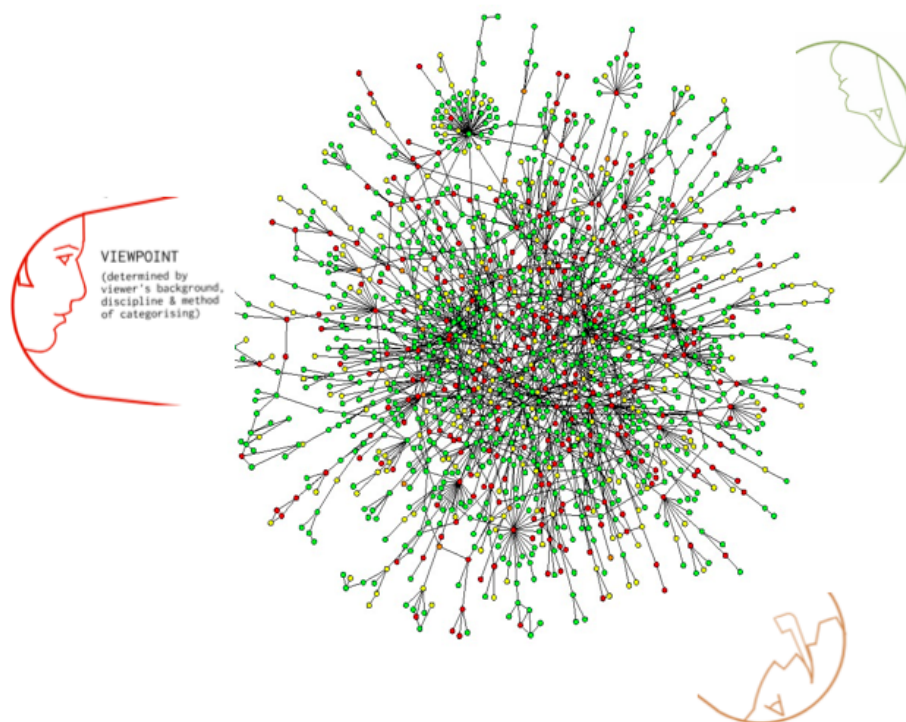 VIEWPOINT
(determined by
viewer's background,
discipline & method
of categorising)